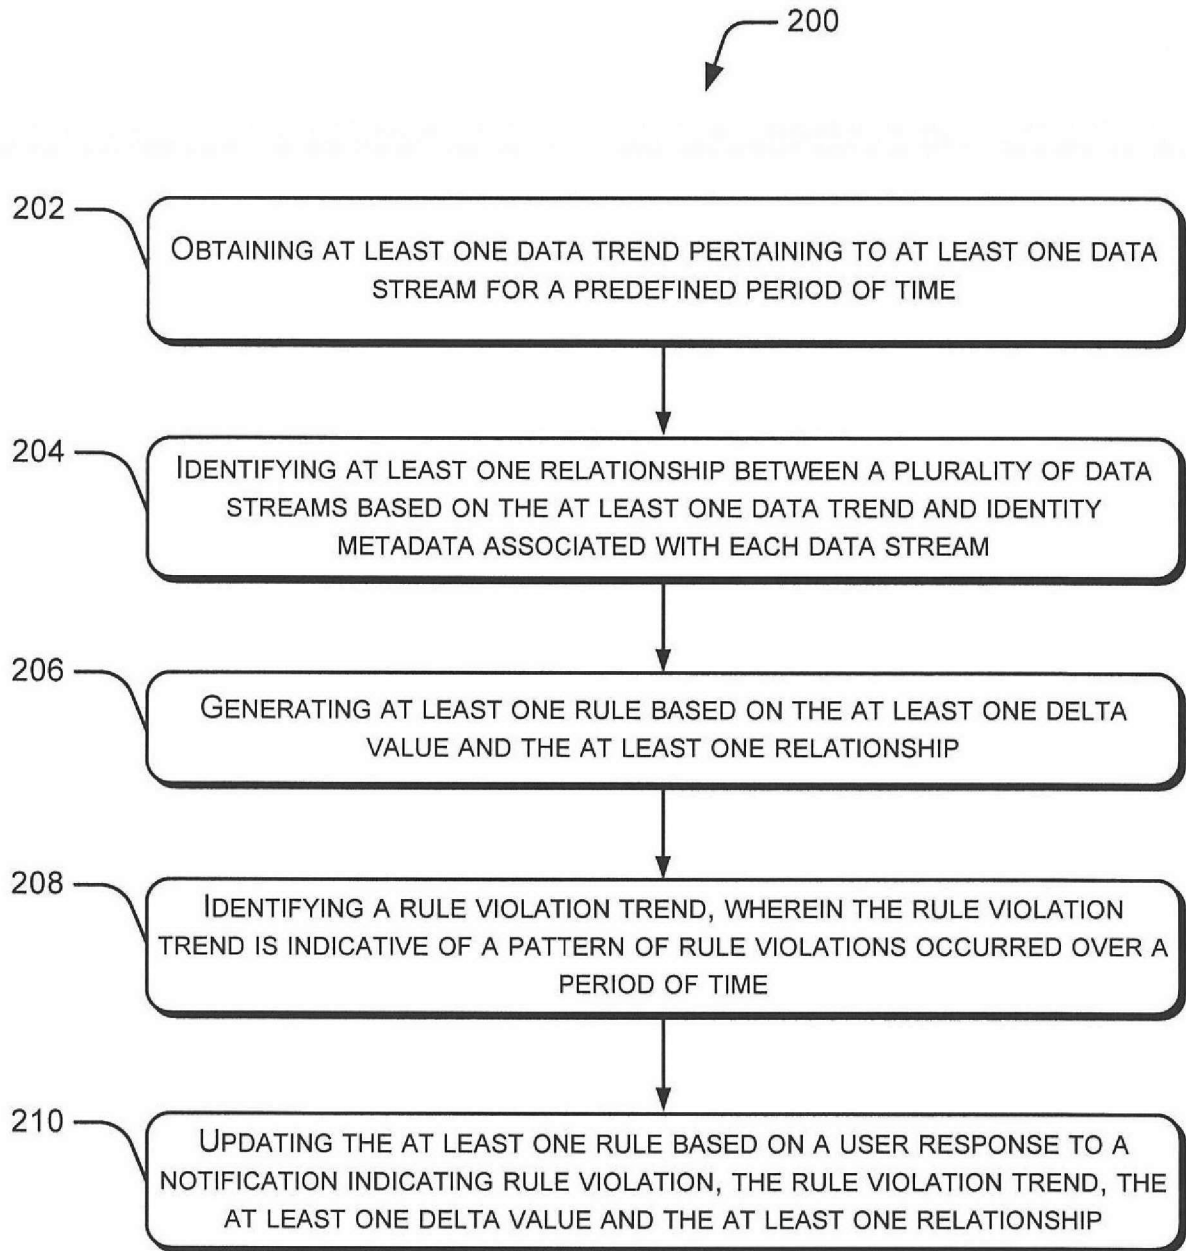 200
202
OBTAINING AT LEAST ONE DATA TREND PERTAINING TO AT LEAST ONE DATA
STREAM FOR A PREDEFINED PERIOD OF TIME
204
IDENTIFYING AT LEAST ONE RELATIONSHIP BETWEEN A PLURALITY OF DATA
STREAMS BASED ON THE AT LEAST ONE DATA TREND AND IDENTITY
METADATA ASSOCIATED WITH EACH DATA STREAM
206
GENERATING AT LEAST ONE RULE BASED ON THE AT LEAST ONE DELTA
VALUE AND THE AT LEAST ONE RELATIONSHIP
208
IDENTIFYING A RULE VIOLATION TREND, WHEREIN THE RULE VIOLATION
TREND IS INDICATIVE OF A PATTERN OF RULE VIOLATIONS OCCURRED OVER A
PERIOD OF TIME
210
UPDATING THE AT LEAST ONE RULE BASED ON A USER RESPONSE TO A
NOTIFICATION INDICATING RULE VIOLATION, THE RULE VIOLATION TREND, THE
AT LEAST ONE DELTA VALUE AND THE AT LEAST ONE RELATIONSHIP